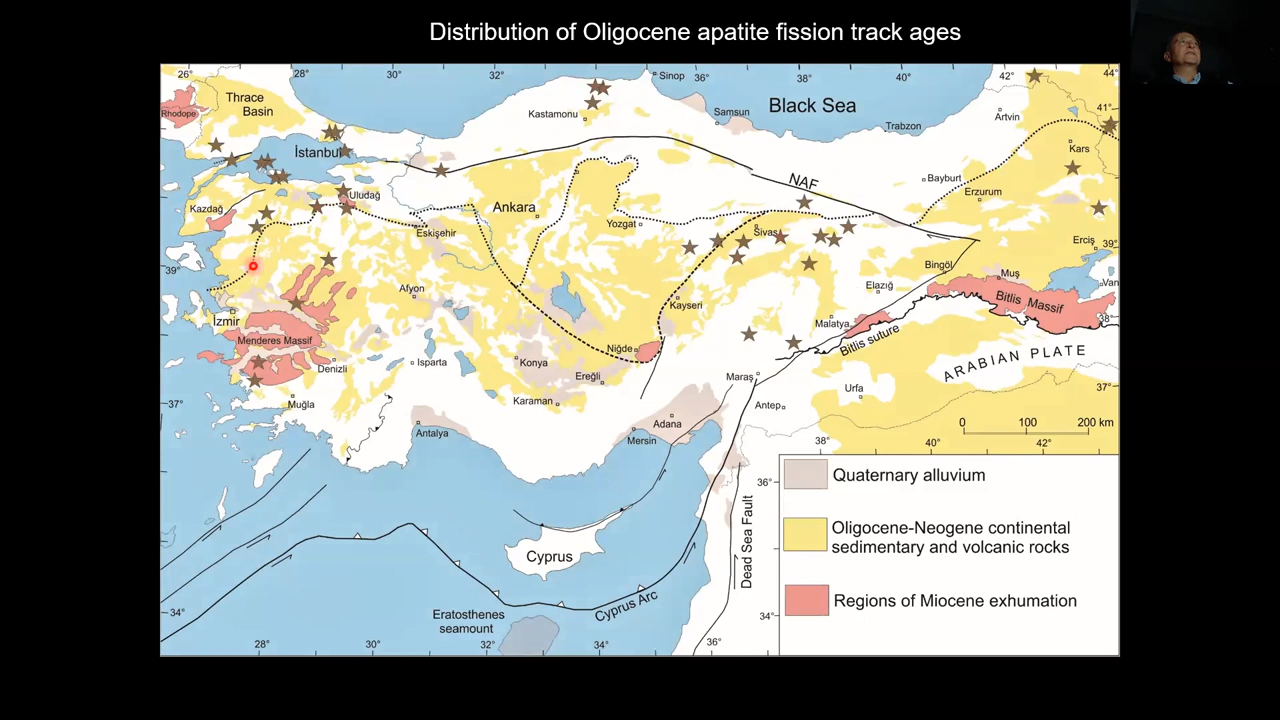 Distribution of Oligocene apatite fission track ages
26°
28°
30°
32°
Sinop
36°
38°
40°
42°
44°
Thrace
Basin
Rhodope
Kastamonu
Samsun
Black Sea
Trabzon
Artvin
41°
İstanbul
Kars
NAF
Bayburt
Erzurum
Uludağ
Kazdağ
Ankara
Yozgat
Sivas
Eskişehir
Erciş
39°
39°
Bingöl
Muş
Van
Afyon
Elazığ
Kayseri
Bitlis Massif
38°
İzmir
Malatya
Menderes Massif
Bitlis suture
Niğde
ARABIAN PLATE
Denizli
Isparta
Konya
Ereğli
Maraş
Urfa
37°
Muğla
37°
Karaman
Antep
Adana
0 100 200 km
Antalya
Mersin
38°
40°
42°
36°
Quaternary alluvium
Dead Sea Fault
Oligocene-Neogene continental
sedimentary and volcanic rocks
Cyprus
Cyprus Arc
Regions of Miocene exhumation
34°
34°
Eratosthenes
seamount
28°
30°
32°
34°
36°